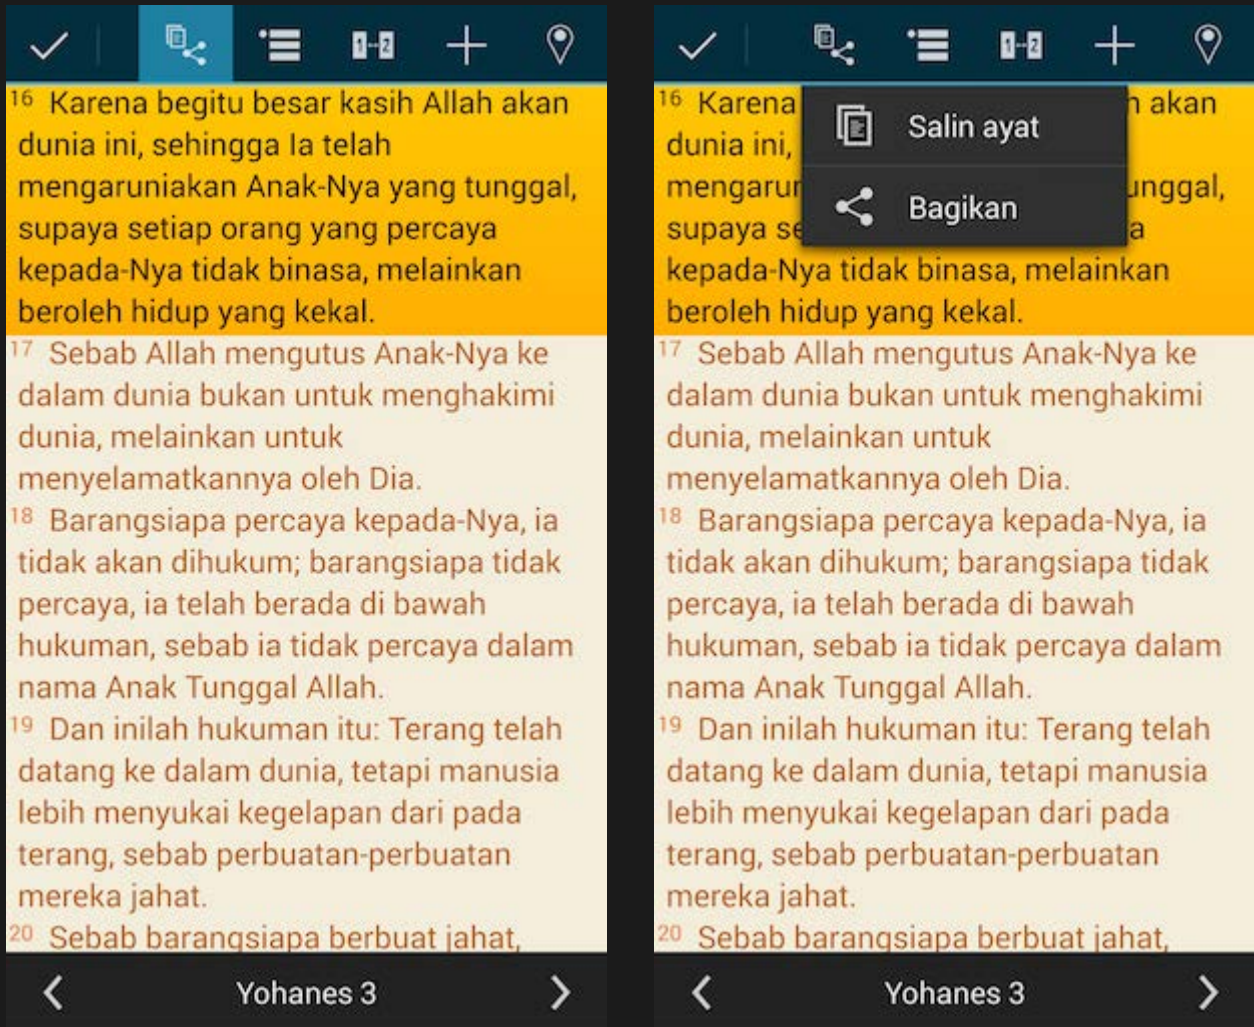 16 Karena begitu besar kasih Allah akan
dunia ini, sehingga Ia telah
mengaruniakan Anak-Nya yang tunggal,
supaya setiap orang yang percaya
kepada-Nya tidak binasa, melainkan
beroleh hidup yang kekal.
17 Sebab Allah mengutus Anak-Nya ke
dalam dunia bukan untuk menghakimi
dunia, melainkan untuk
menyelamatkannya oleh Dia.
18 Barangsiapa percaya kepada-Nya, ia
tidak akan dihukum; barangsiapa tidak
percaya, ia telah berada di bawah
hukuman, sebab ia tidak percaya dalam
nama Anak Tunggal Allah.
19 Dan inilah hukuman itu: Terang telah
datang ke dalam dunia, tetapi manusia
lebih menyukai kegelapan dari pada
terang, sebab perbuatan-perbuatan
mereka jahat.
20 Sebab barangsiapa berbuat jahat,
Yohanes 3
1--2
1--2
Salin ayat
Bagikan
16 Karena akan
dunia ini,
mengarun unggal,
supaya se a
kepada-Nya tidak binasa, melainkan
beroleh hidup yang kekal.
17 Sebab Allah mengutus Anak-Nya ke
dalam dunia bukan untuk menghakimi
dunia, melainkan untuk
menyelamatkannya oleh Dia.
18 Barangsiapa percaya kepada-Nya, ia
tidak akan dihukum; barangsiapa tidak
percaya, ia telah berada di bawah
hukuman, sebab ia tidak percaya dalam
nama Anak Tunggal Allah.
19 Dan inilah hukuman itu: Terang telah
datang ke dalam dunia, tetapi manusia
lebih menyukai kegelapan dari pada
terang, sebab perbuatan-perbuatan
mereka jahat.
20 Sebab barangsiapa berbuat jahat,
Yohanes 3